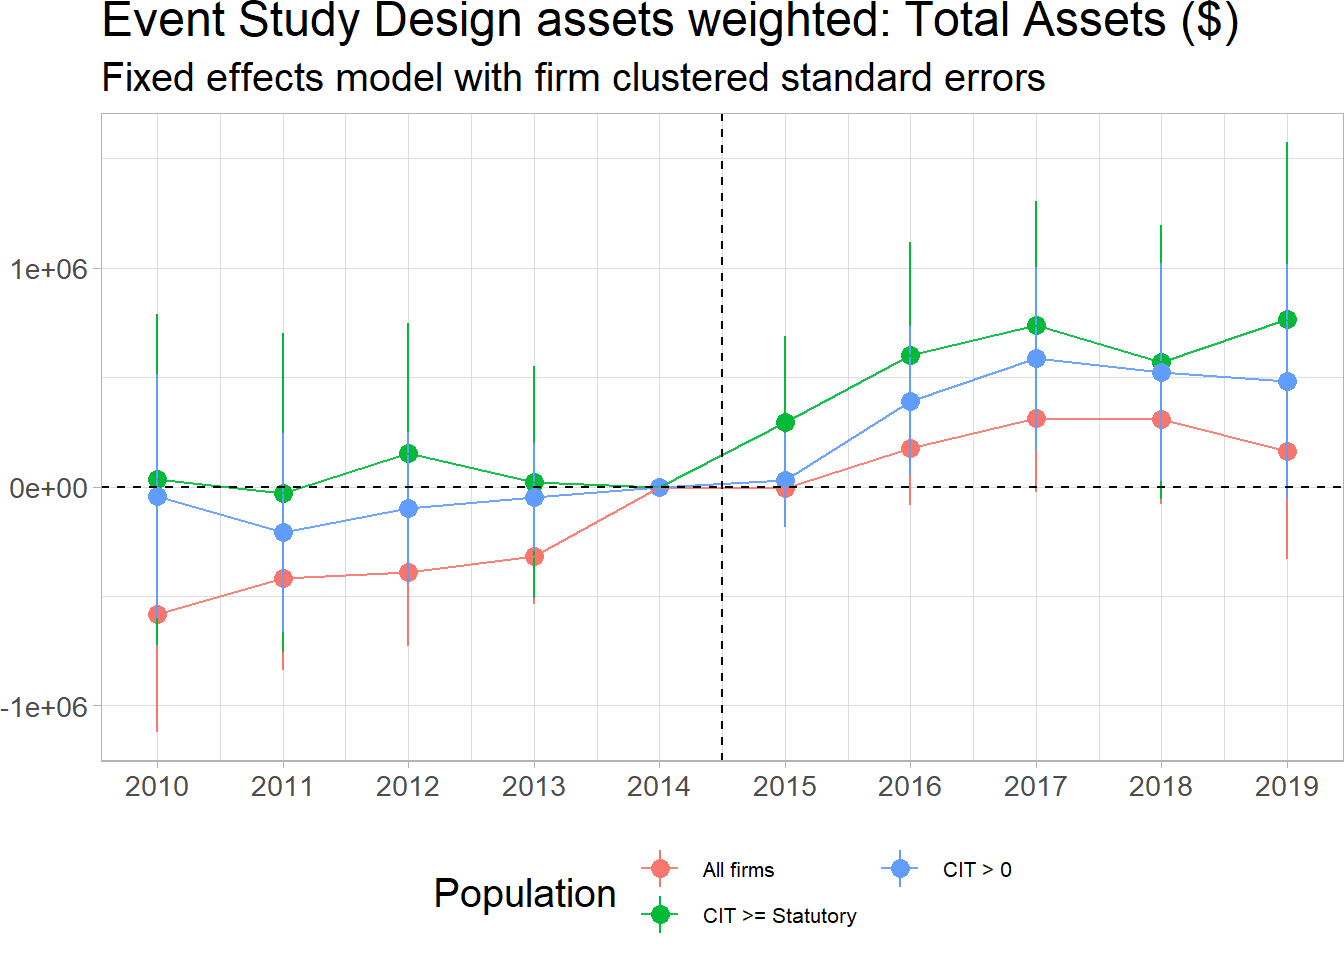 Event Study Design assets weighted: Total Assets ($)
Fixed effects model with firm clustered standard errors
1e+06
0e+00
-1e+06
2010 2011 2012 2013 2014 2015 2016 2017 2018 2019
Population
All firms
CIT >= Statutory
CIT > 0